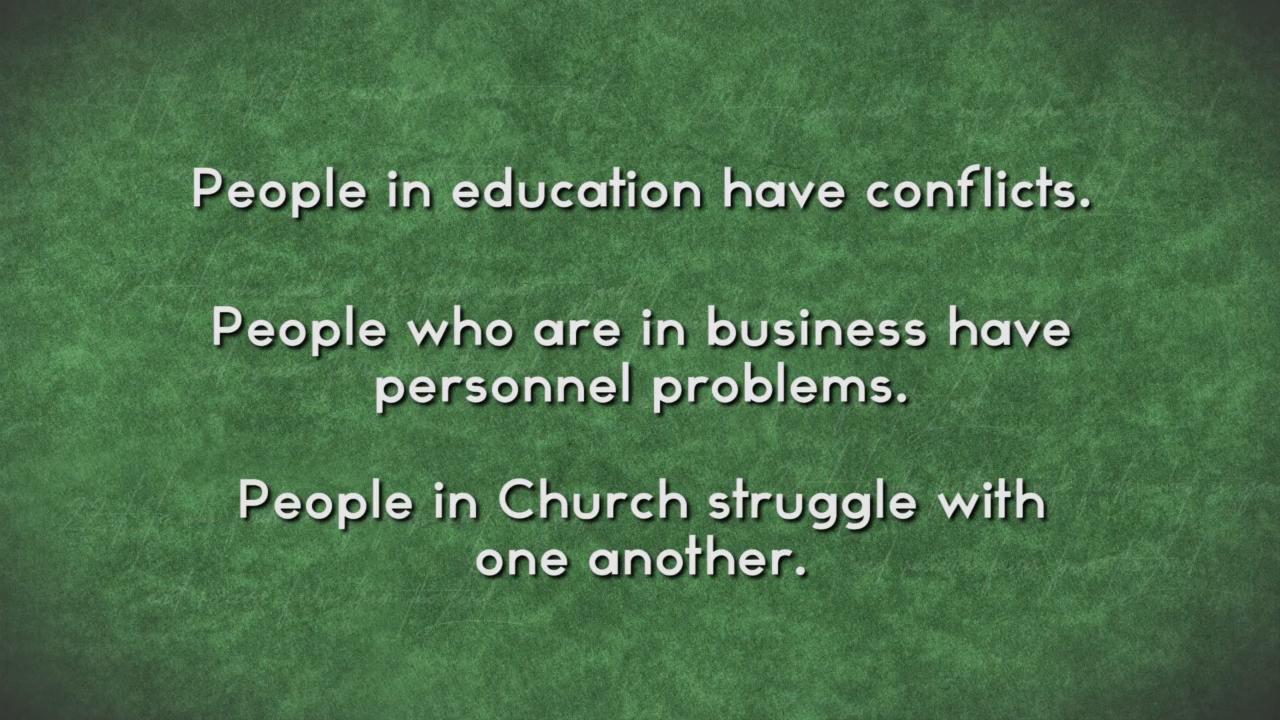 People in education have conflicts.
People who are in business have
personnel problems.
People in Church struggle with
one another.